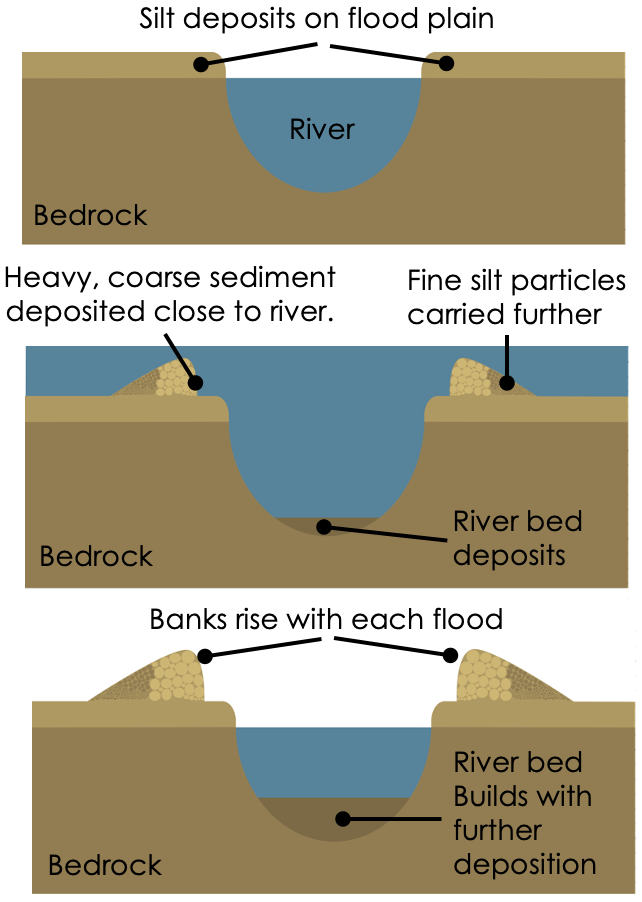 Silt deposits on flood plain
River
Bedrock
Heavy, coarse sediment
deposited close to river.
Fine silt particles
carried further
River bed
deposits
Bedrock
Banks rise with each flood
River bed
Builds with
further
deposition
Bedrock